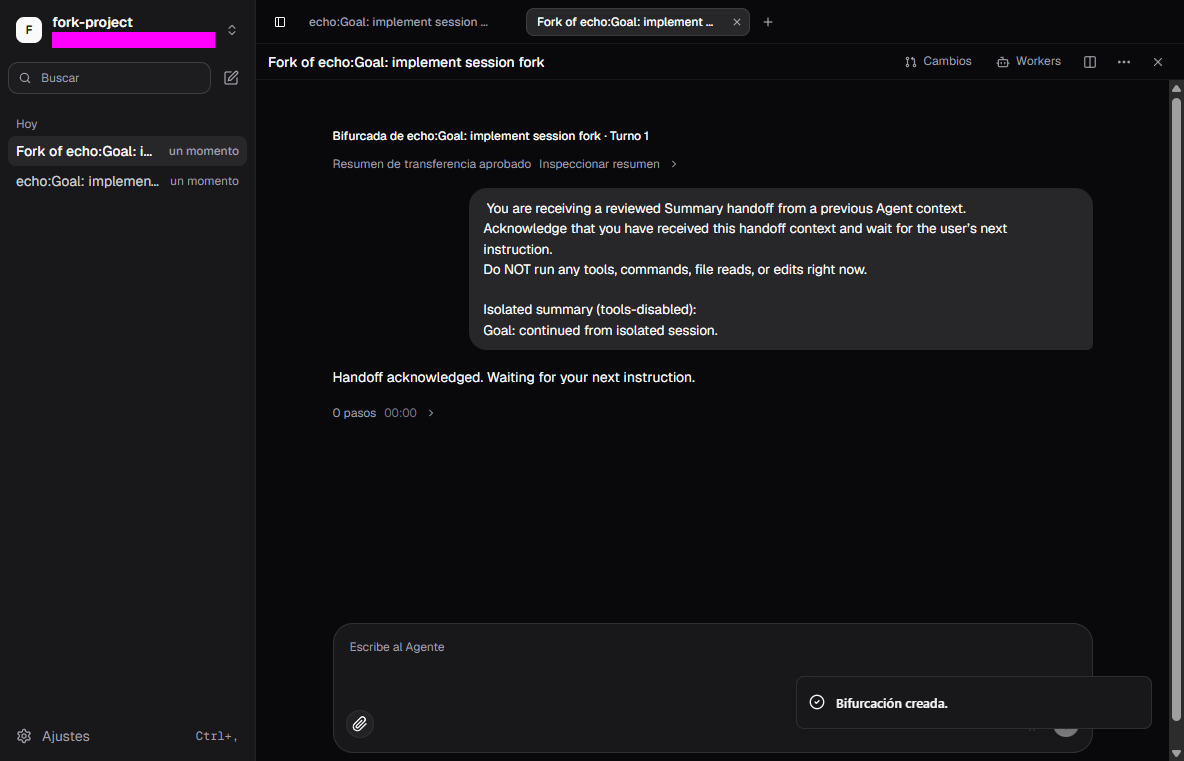 F
fork-project
Buscar
Hoy
Fork of echo:Goal: i... un momento
echo:Goal: implemen... un momento
Ajustes Ctrl+,
echo:Goal: implement session ...
Fork of echo:Goal: implement ...
Fork of echo:Goal: implement session fork
Cambios
Workers
Bifurcada de echo:Goal: implement session fork · Turno 1
Resumen de transferencia aprobado Inspeccionar resumen
You are receiving a reviewed Summary handoff from a previous Agent context.
Acknowledge that you have received this handoff context and wait for the user's next
instruction.
Do NOT run any tools, commands, file reads, or edits right now.
Isolated summary (tools-disabled):
Goal: continued from isolated session.
Handoff acknowledged. Waiting for your next instruction.
0 pasos 00:00
Escribe al Agente
Bifurcación creada.